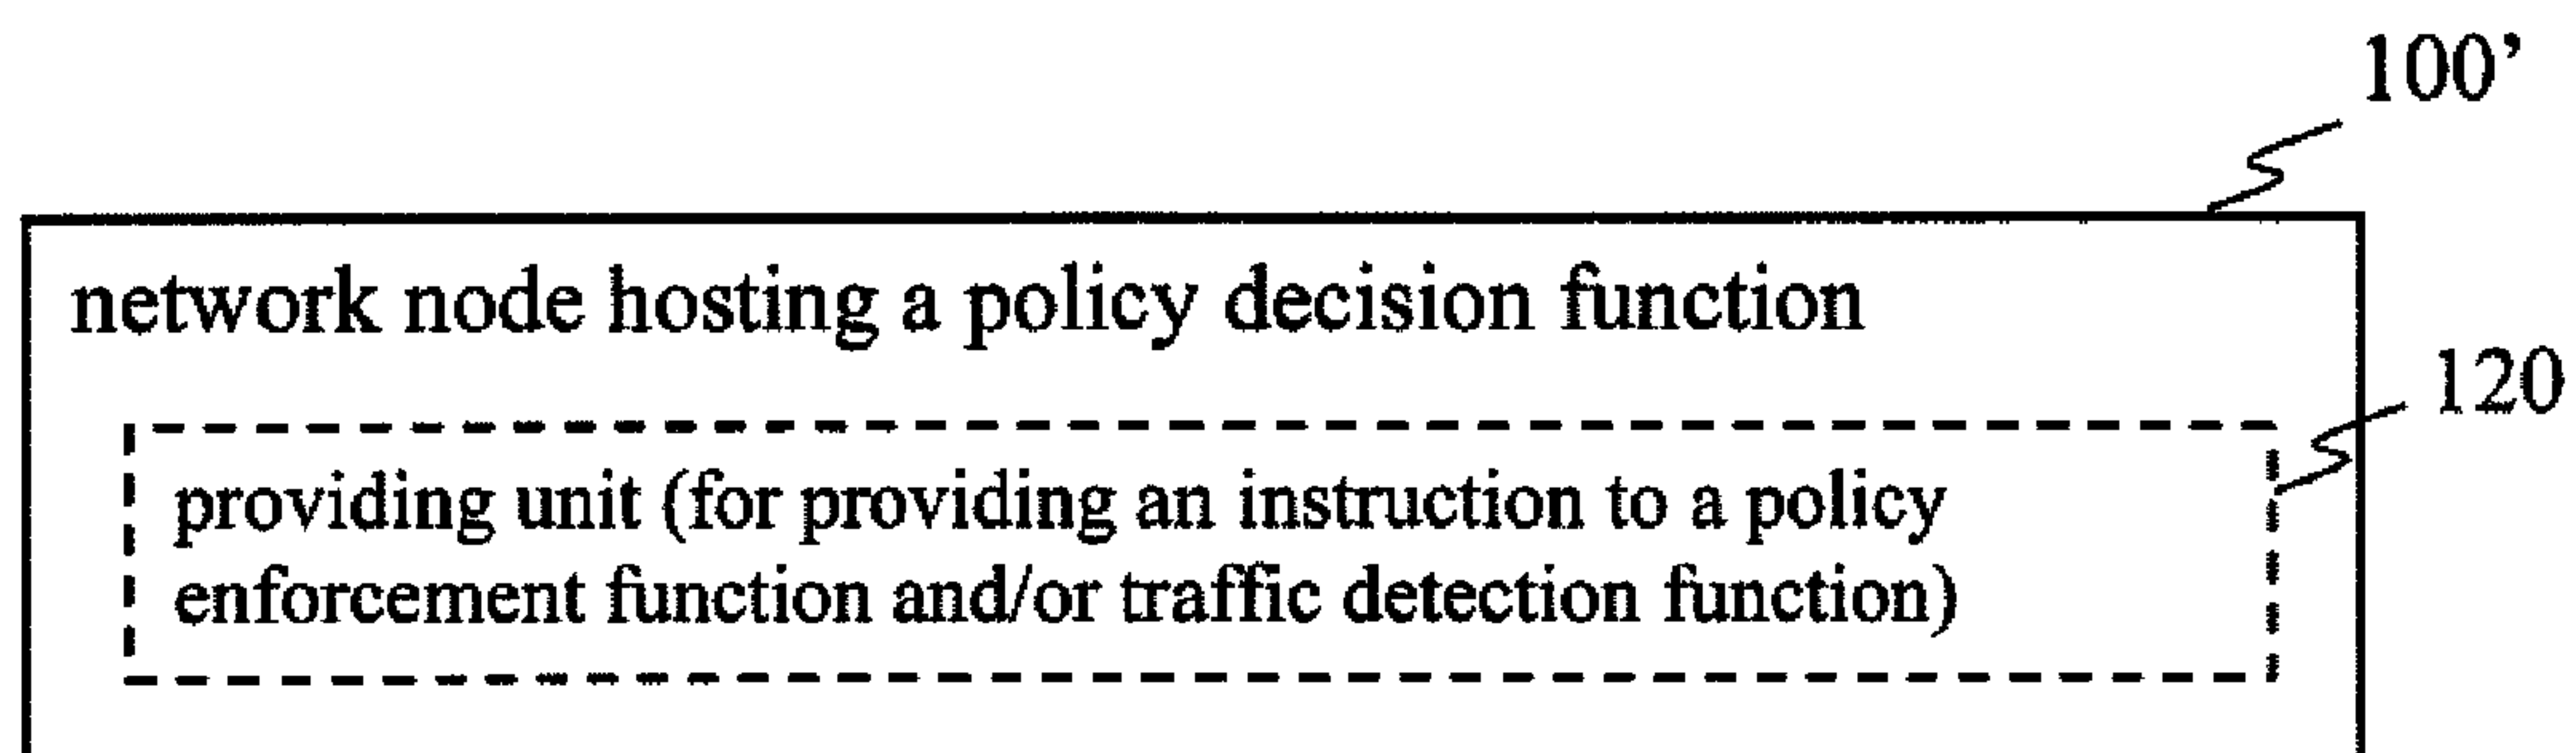 100’
network node hosting a policy decision function
120
providing unit (for providing an instruction to a policy
enforcement function and/or traffic detection function)